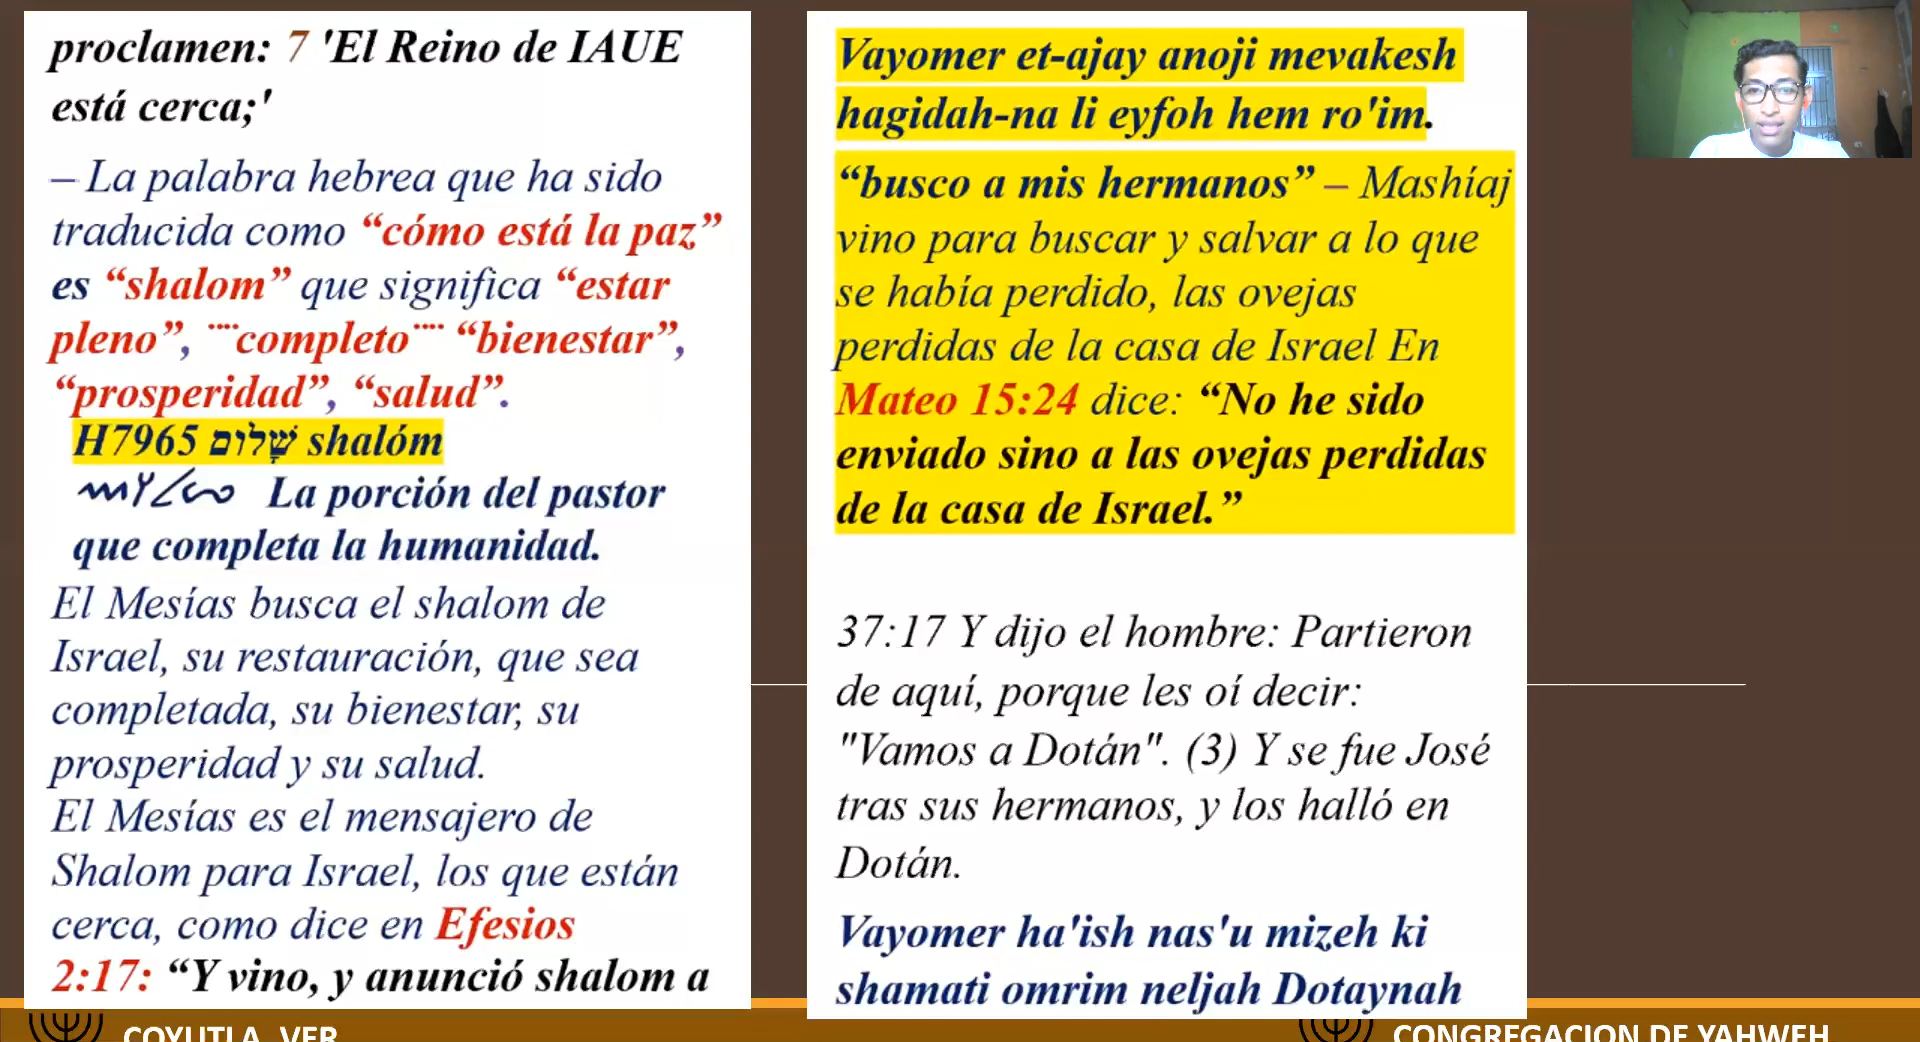 proclamen: 7 'El Reino de IAUE
está cerca;'
– La palabra hebrea que ha sido
traducida como “cómo está la paz”
es “shalom” que significa “estar
pleno”, ¨¨completo¨¨ “bienestar”,
“prosperidad”, “salud”.
H7965 שָׁלוֹם shalóm
La porción del pastor
que completa la humanidad.
El Mesías busca el shalom de
Israel, su restauración, que sea
completada, su bienestar, su
prosperidad y su salud.
El Mesías es el mensajero de
Shalom para Israel, los que están
cerca, como dice en Efesios
2:17: “Y vino, y anunció shalom a
Vayomer et-ajay anoji mevakesh
hagidah-na li eyfoh hem ro'im.
“busco a mis hermanos” – Mashíaj
vino para buscar y salvar a lo que
se había perdido, las ovejas
perdidas de la casa de Israel En
Mateo 15:24 dice: “No he sido
enviado sino a las ovejas perdidas
de la casa de Israel.”
37:17 Y dijo el hombre: Partieron
de aquí, porque les oí decir:
"Vamos a Dotán". (3) Y se fue José
tras sus hermanos, y los halló en
Dotán.
Vayomer ha'ish nas'u mizeh ki
shamati omrim neljah Dotaynah
COYUTLA, VER
CONGREGACION DE YAHWEH